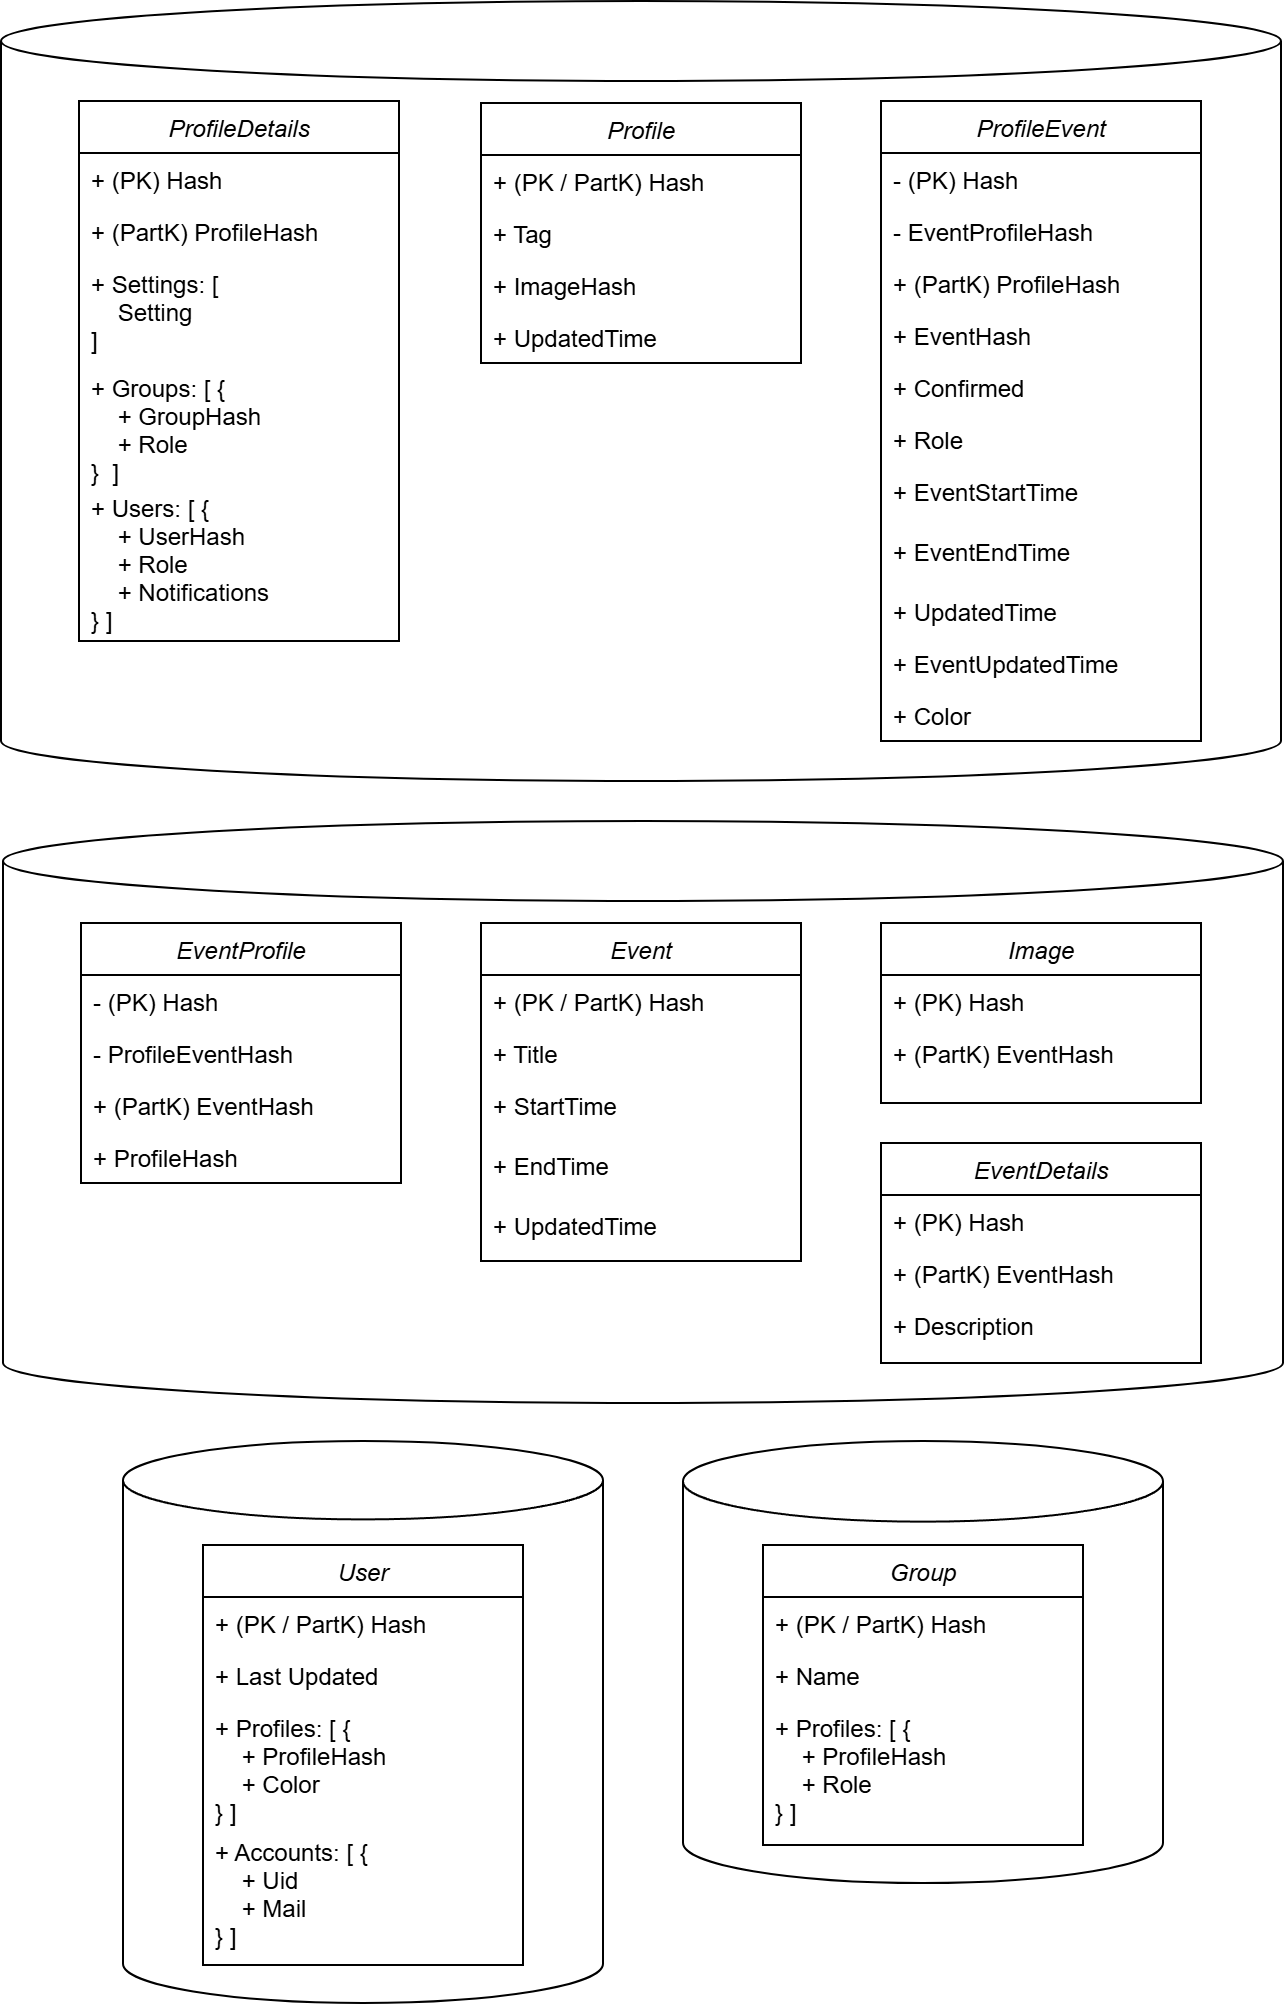 ProfileDetails
+ (PK) Hash
+ (PartK) ProfileHash
+ Settings: [
Setting
]
+ Groups: [ {
+ GroupHash
+ Role
}  ]
+ Users: [ {
+ UserHash
+ Role
+ Notifications
} ]
Profile
+ (PK / PartK) Hash
+ Tag
+ ImageHash
+ UpdatedTime
ProfileEvent
- (PK) Hash
- EventProfileHash
+ (PartK) ProfileHash
+ EventHash
+ Confirmed
+ Role
+ EventStartTime
+ EventEndTime
+ UpdatedTime
+ EventUpdatedTime
+ Color
EventProfile
- (PK) Hash
- ProfileEventHash
+ (PartK) EventHash
+ ProfileHash
Event
+ (PK / PartK) Hash
+ Title
+ StartTime
+ EndTime
+ UpdatedTime
Image
+ (PK) Hash
+ (PartK) EventHash
EventDetails
+ (PK) Hash
+ (PartK) EventHash
+ Description
User
+ (PK / PartK) Hash
+ Last Updated
+ Profiles: [ {
+ ProfileHash
+ Color
} ]
+ Accounts: [ {
+ Uid
+ Mail
} ]
Group
+ (PK / PartK) Hash
+ Name
+ Profiles: [ {
+ ProfileHash
+ Role
} ]